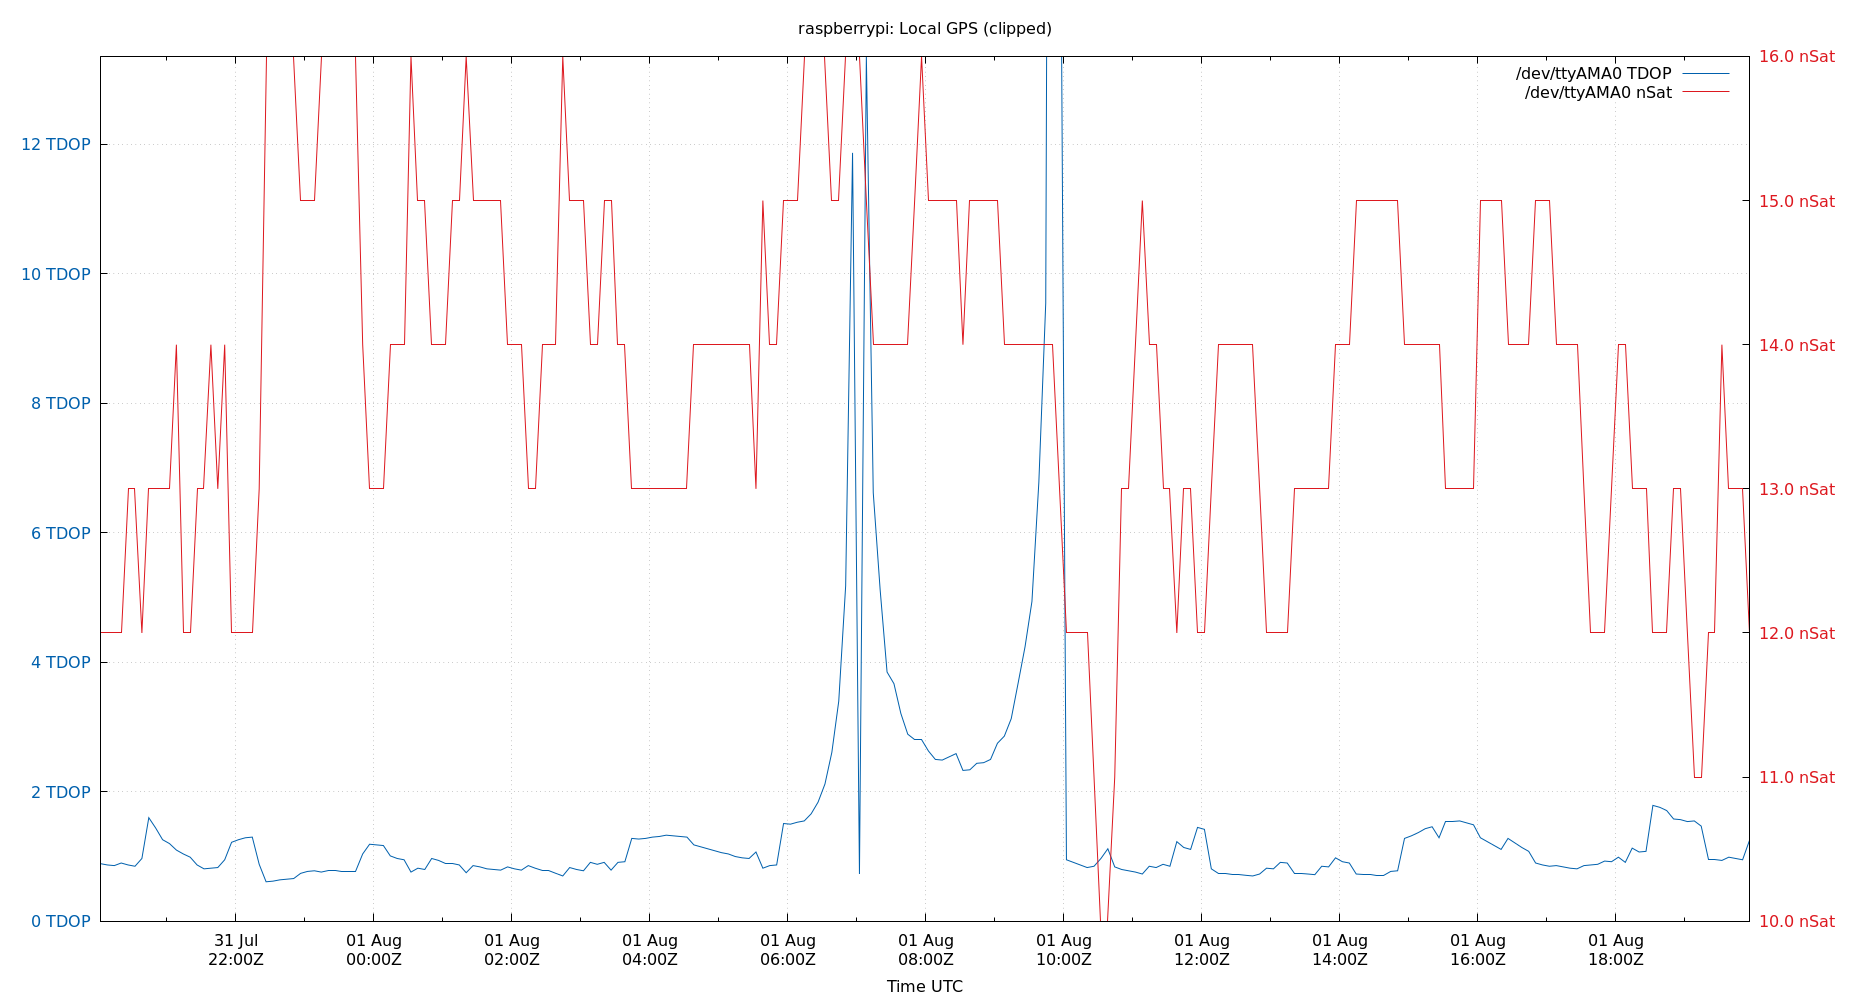 raspberrypi: Local GPS (clipped)
16.0 nSat
/dev/ttyAMA0 TDOP
/dev/ttyAMA0 nSat
12 TDOP
15.0 nSat
10 TDOP
14.0 nSat
8 TDOP
13.0 nSat
6 TDOP
12.0 nSat
4 TDOP
11.0 nSat
2 TDOP
0 TDOP
10.0 nSat
31 Jul
22:00Z
01 Aug
00:00Z
01 Aug
02:00Z
01 Aug
04:00Z
01 Aug
06:00Z
01 Aug
08:00Z
01 Aug
10:00Z
01 Aug
12:00Z
01 Aug
14:00Z
01 Aug
16:00Z
01 Aug
18:00Z
Time UTC